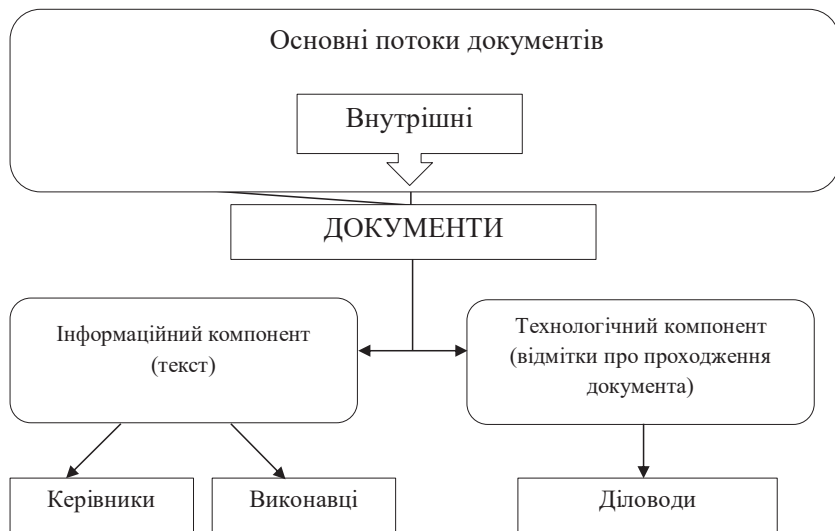 Основні потоки документів
Внутрішні
ДОКУМЕНТИ
Інформаційний компонент
(текст)
Технологічний компонент
(відмітки про проходження
документа)
Керівники
Виконавці
Діловоди